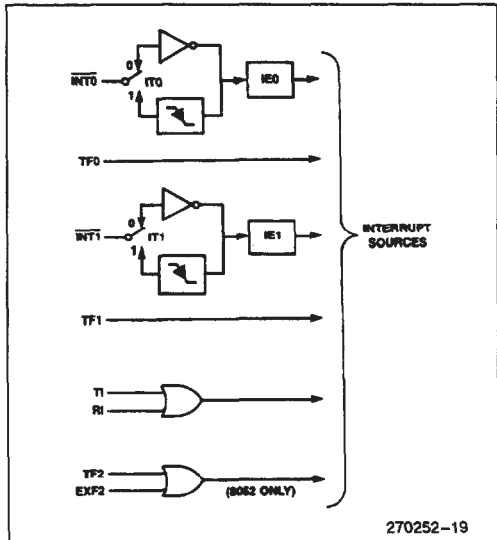 INT0
0
IT0
1
IE0
TF0
INT1
0
IT1
1
IE1
TF1
INTERRUPT
SOURCES
TI
RI
TF2
EXF2
(8052 ONLY)
270252-19